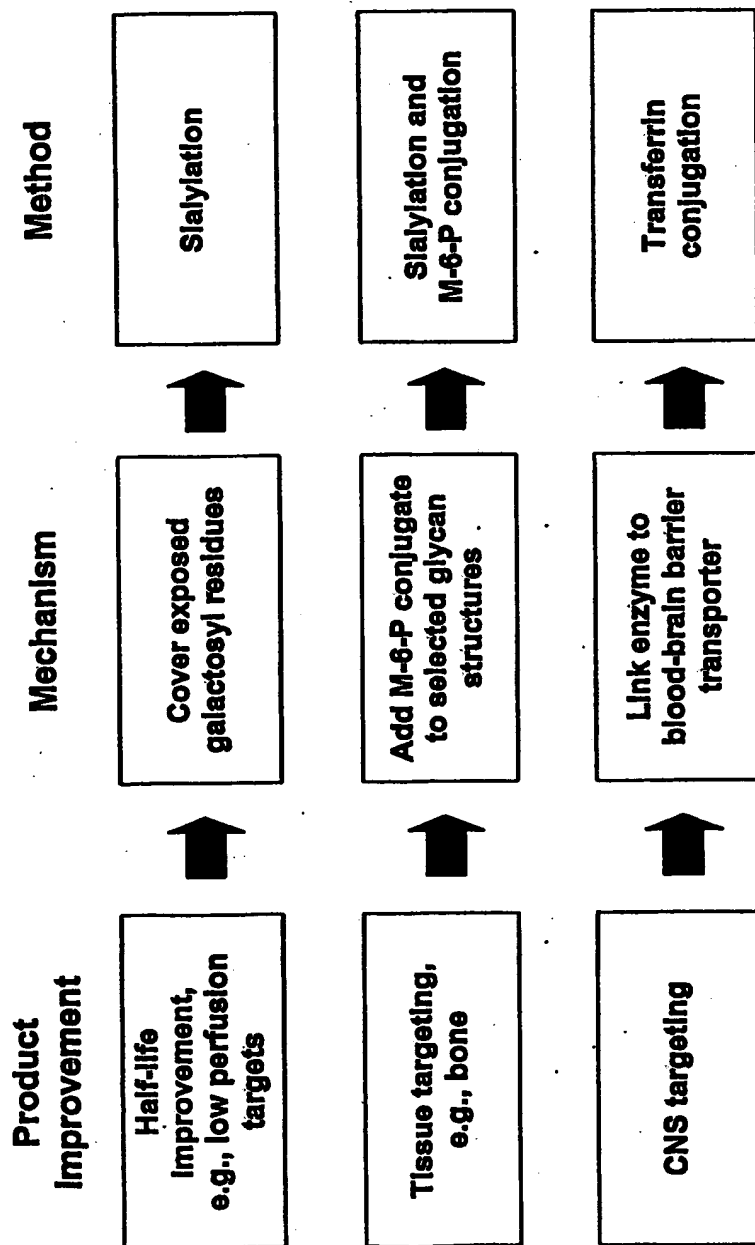 Product
Improvement
Mechanism
Method
Half-life
improvement,
e.g., low perfusion
targets
Cover exposed
galactosyl residues
Sialylation
Tissue targeting,
e.g., bone
Add M-6-P conjugate
to selected glycan
structures
Sialylation and
M-6-P conjugation
CNS targeting
Link enzyme to
blood-brain barrier
transporter
Transferrin
conjugation